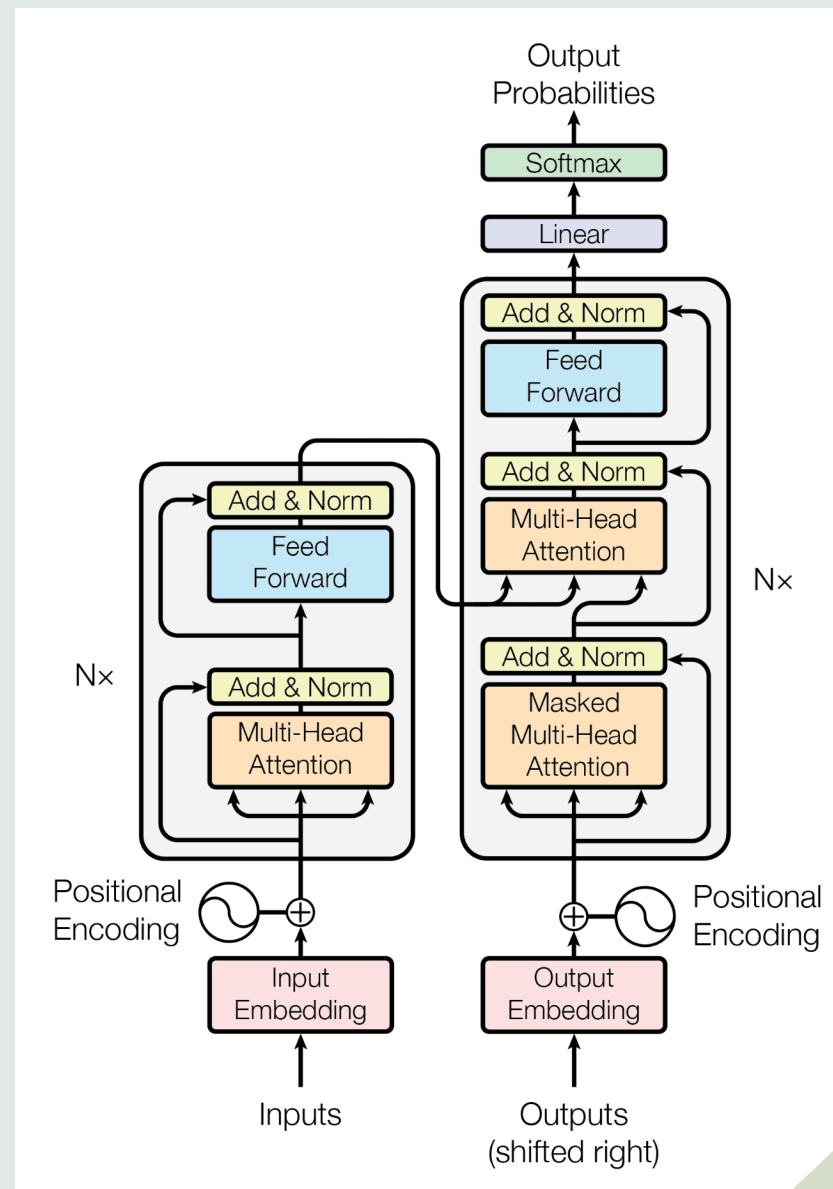 Output
Probabilities
Softmax
Linear
Add & Norm
Feed
Forward
Add & Norm
Multi-Head
Attention
Add & Norm
Masked
Multi-Head
Attention
N×
Add & Norm
Feed
Forward
Add & Norm
Multi-Head
Attention
N×
Positional
Encoding
Positional
Encoding
Input
Embedding
Output
Embedding
Inputs
Outputs
(shifted right)